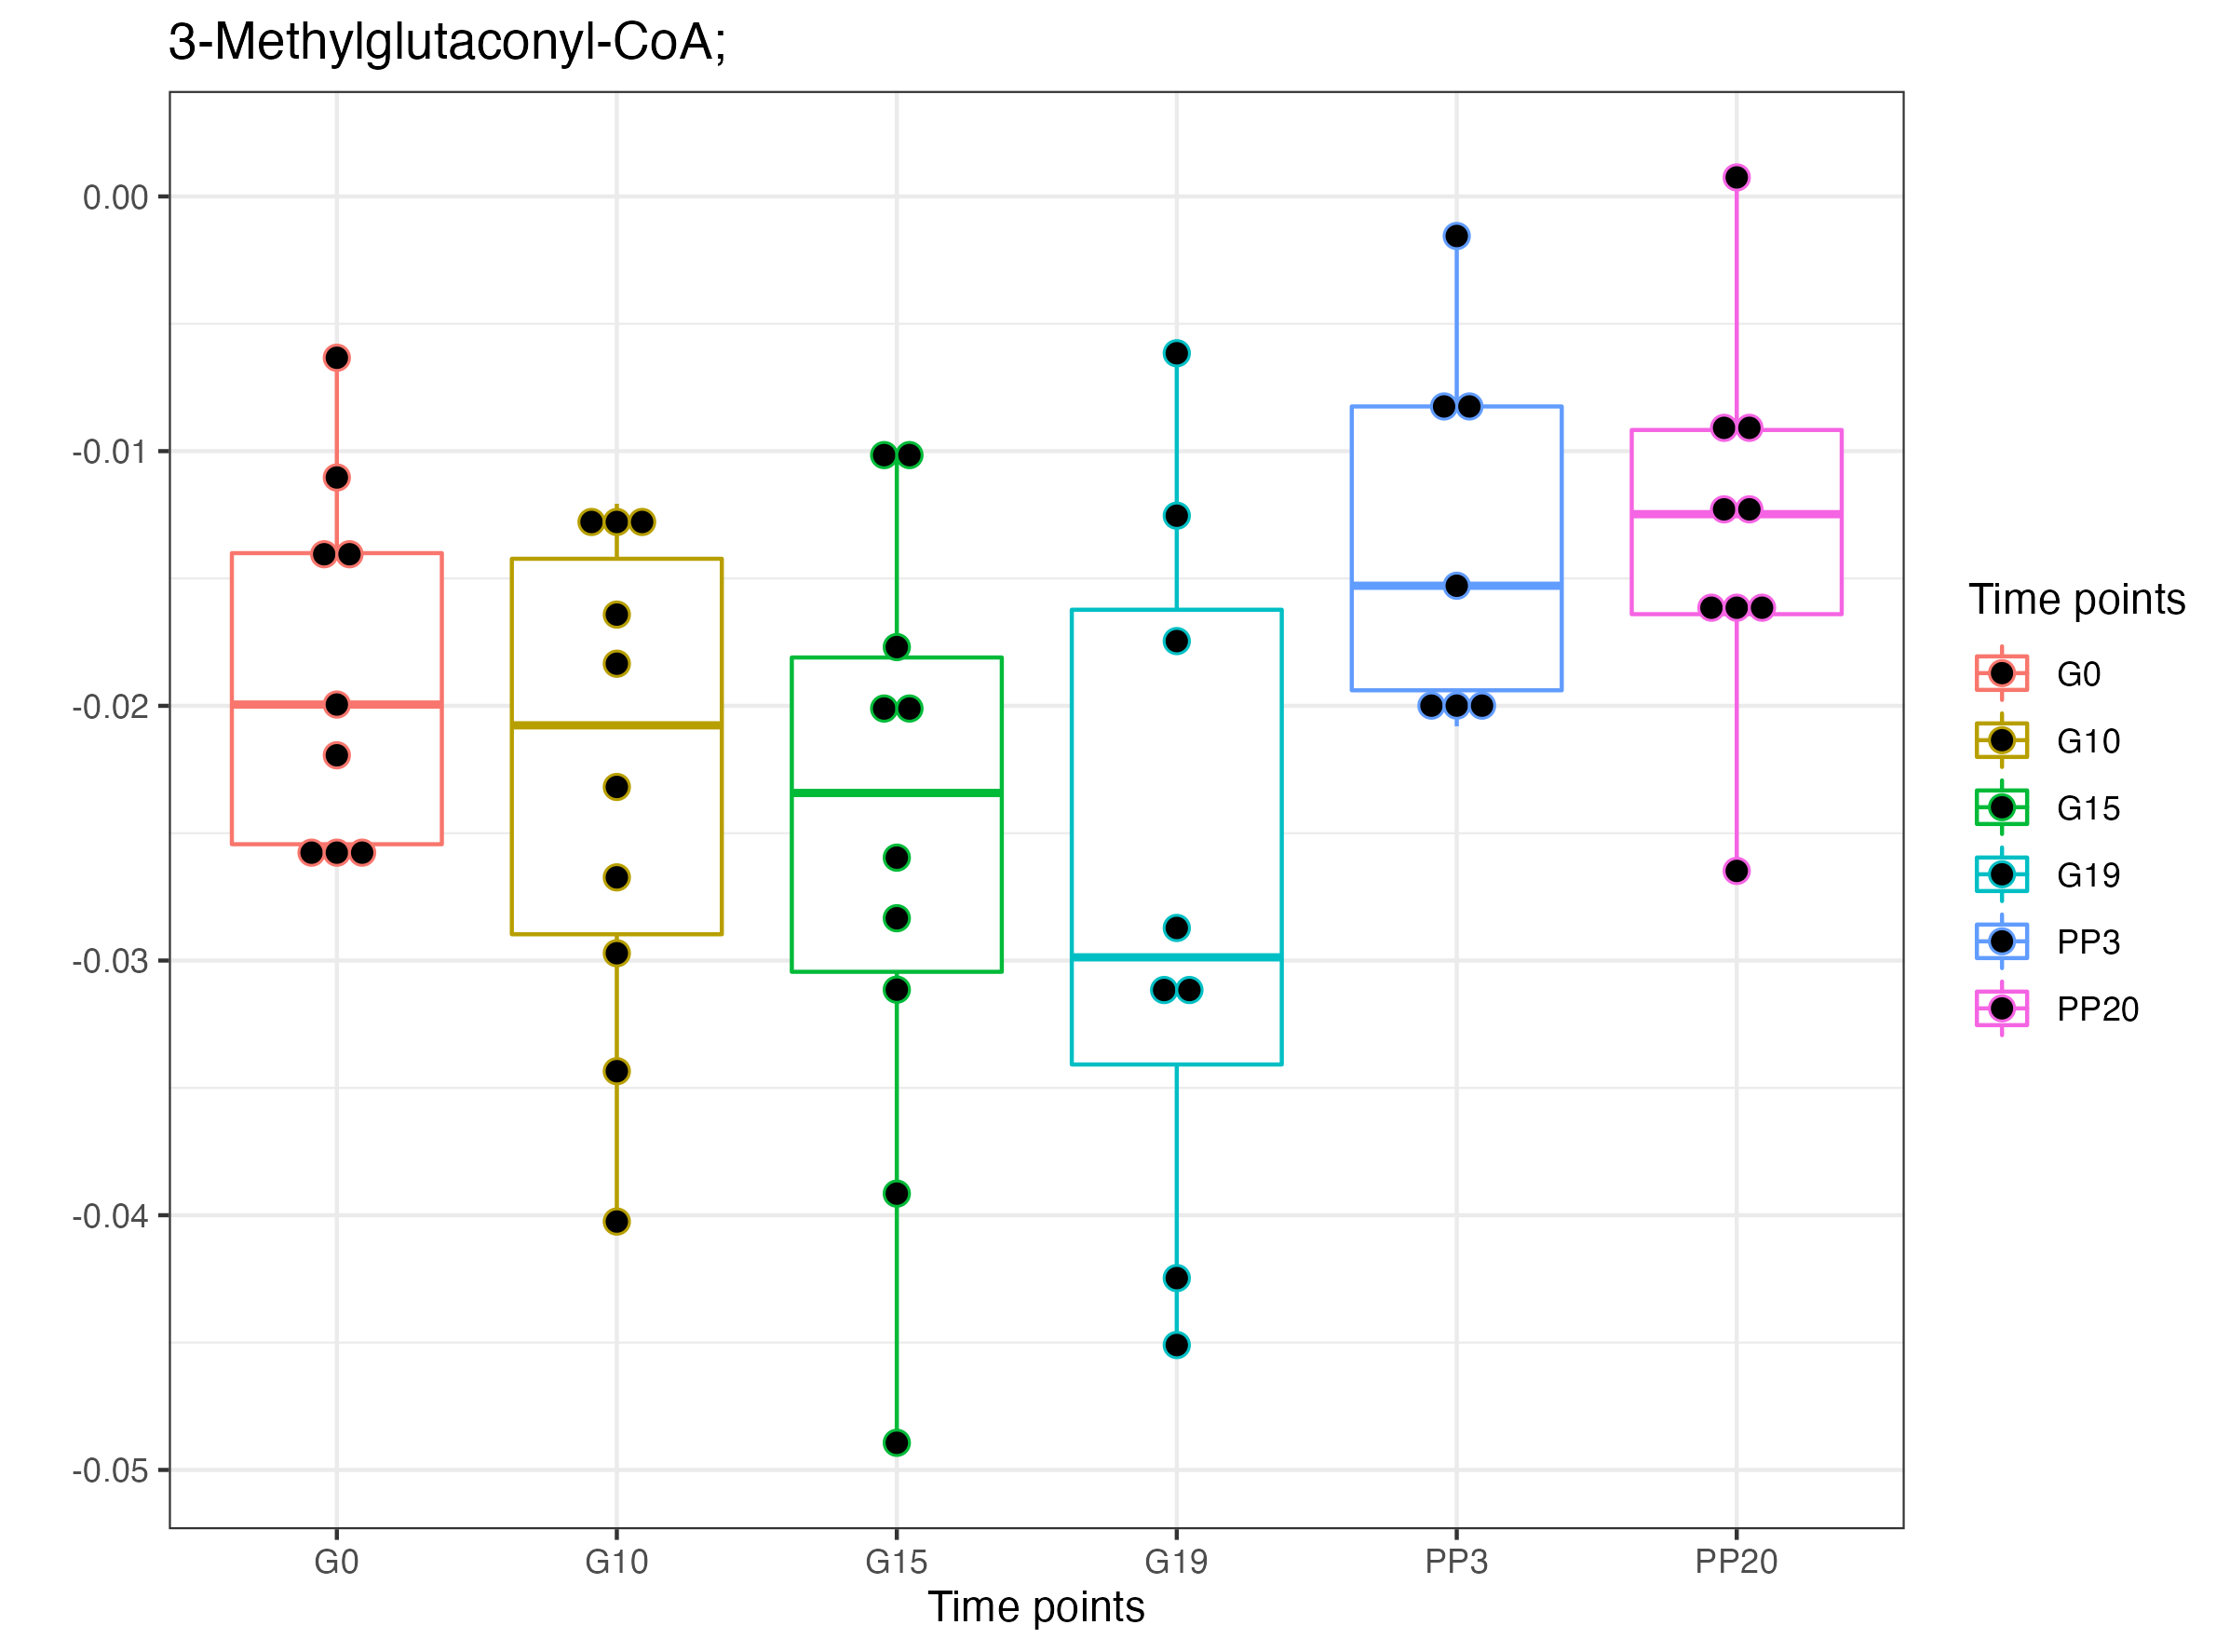 3-Methylglutaconyl-CoA;
0.00
-0.01
-0.02
-0.03
-0.04
-0.05
G0
G10
G15
G19
PP3
PP20
Time points
Time points
G0
G10
G15
G19
PP3
PP20